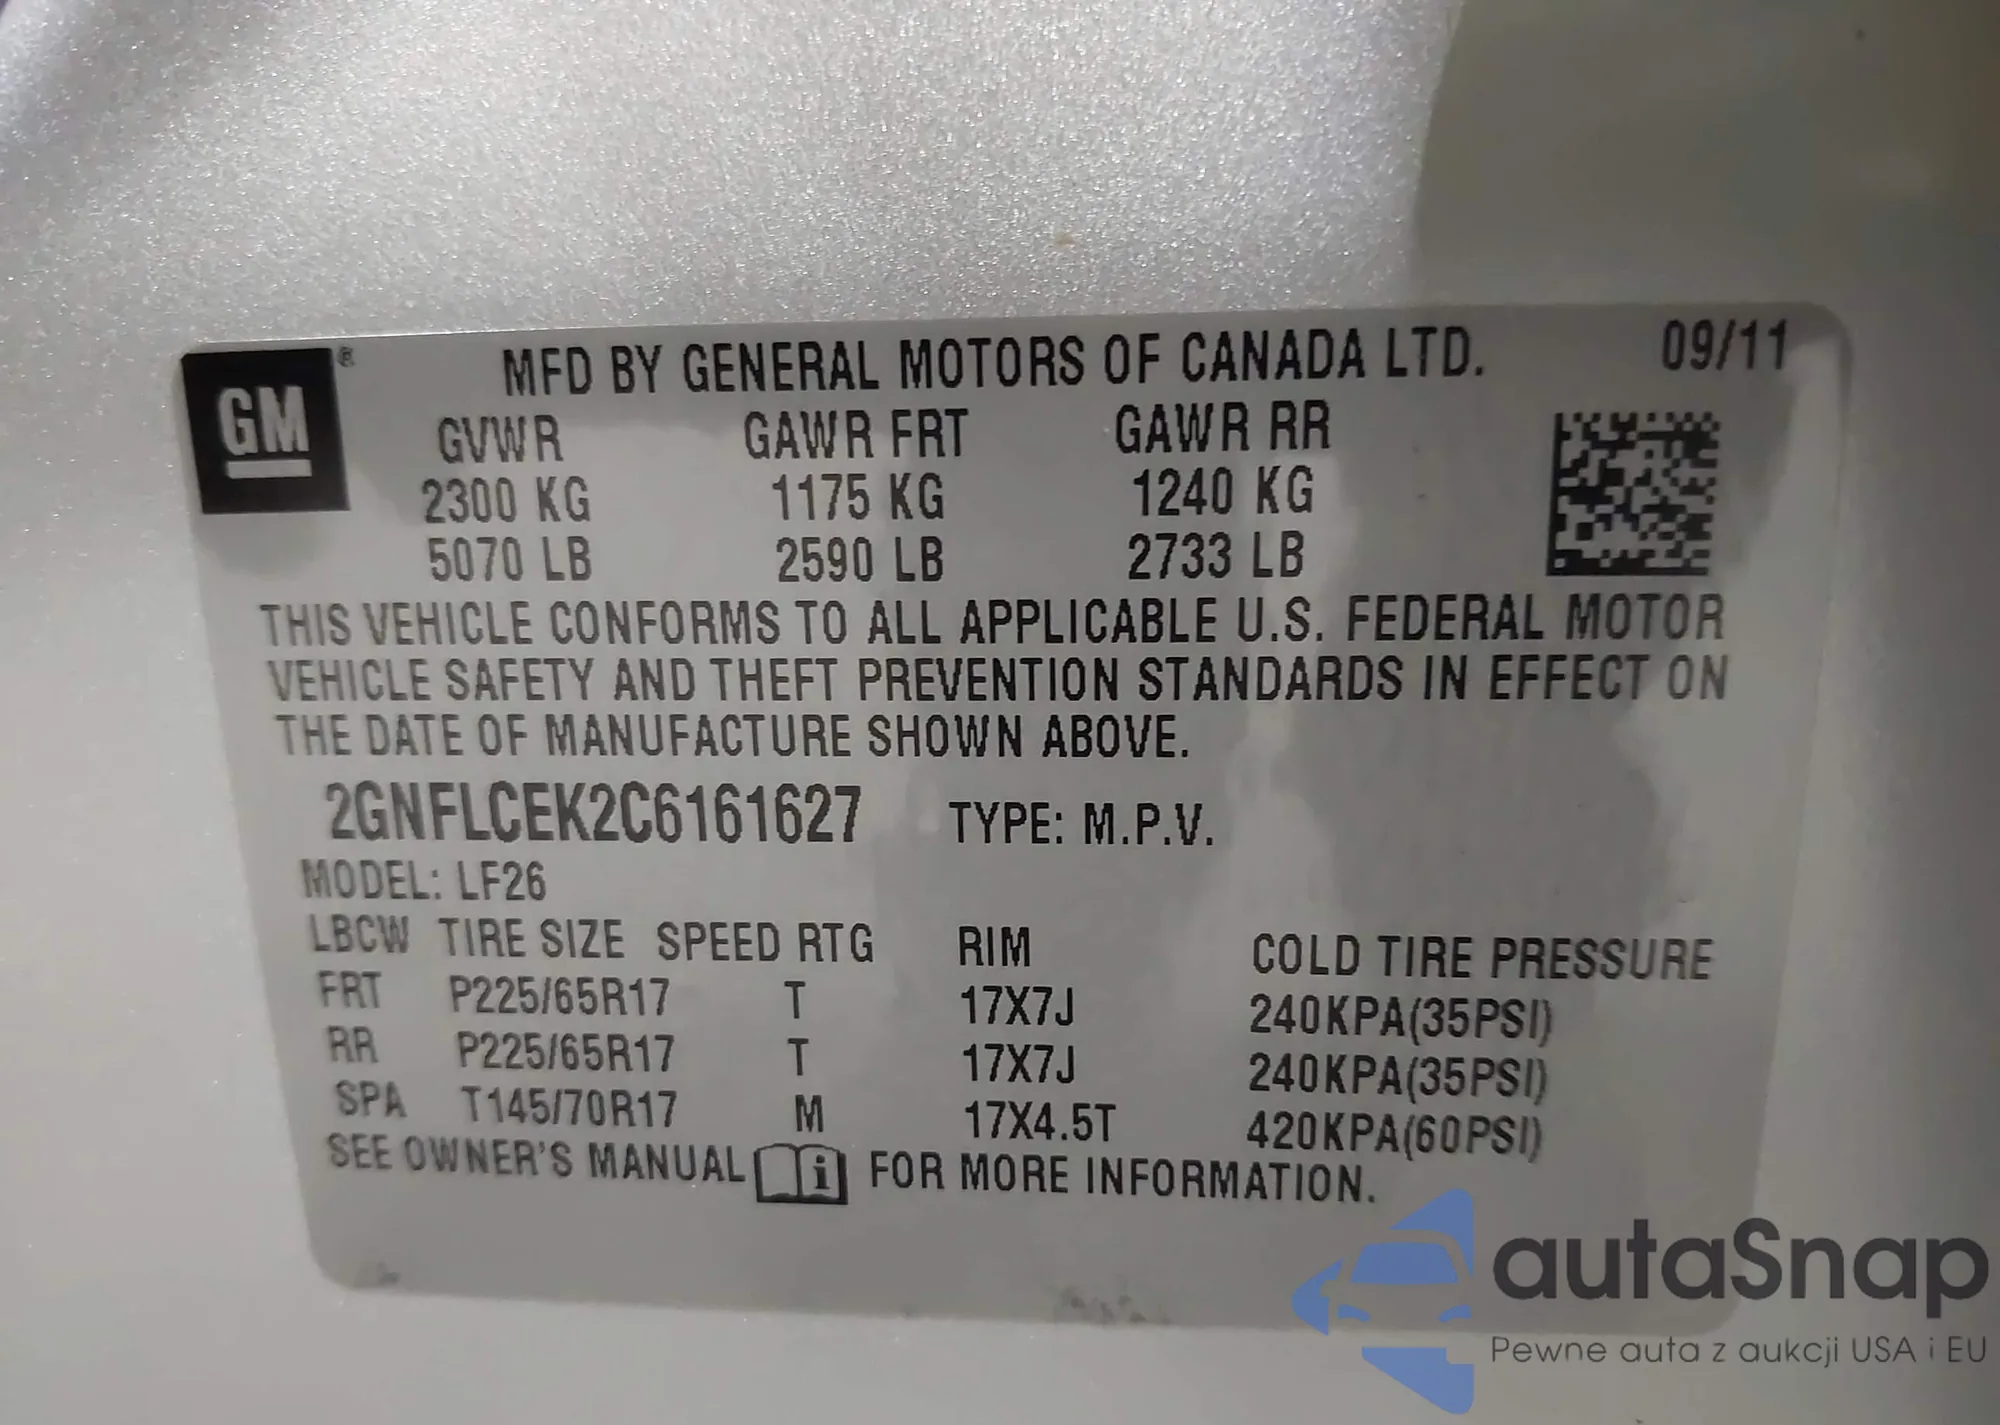 GM ® MFD BY GENERAL MOTORS OF CANADA LTD. 09/11
GVWR GAWR FRT GAWR RR
2300 KG 1175 KG 1240 KG
5070 LB 2590 LB 2733 LB
THIS VEHICLE CONFORMS TO ALL APPLICABLE U.S. FEDERAL MOTOR
VEHICLE SAFETY AND THEFT PREVENTION STANDARDS IN EFFECT ON
THE DATE OF MANUFACTURE SHOWN ABOVE.
2GNFLCEK2C6161627 TYPE: M.P.V.
MODEL: LF26
LBCW TIRE SIZE SPEED RTG RIM COLD TIRE PRESSURE
FRT P225/65R17 T 17X7J 240KPA(35PSI)
RR P225/65R17 T 17X7J 240KPA(35PSI)
SPA T145/70R17 M 17X4.5T 420KPA(60PSI)
SEE OWNER'S MANUAL i FOR MORE INFORMATION.
autaSnap
Pewne auta z aukcji USA i EU